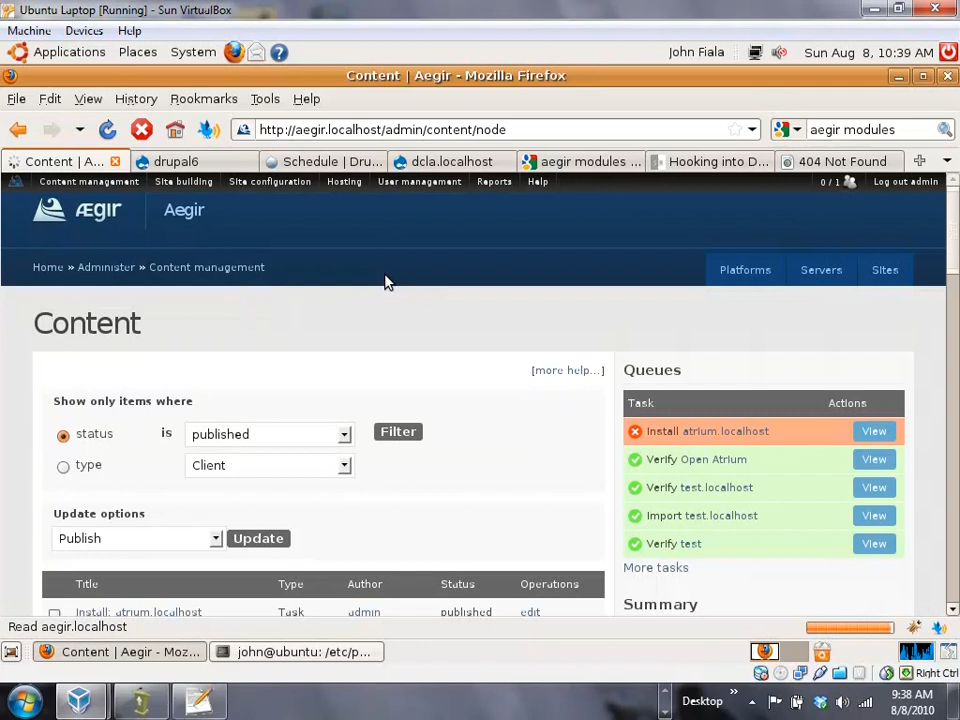 Ubuntu Laptop [Running] - Sun VirtualBox
Machine Devices Help
Applications Places System John Fiala Sun Aug 8, 10:39 AM
Content | Aegir - Mozilla Firefox
File Edit View History Bookmarks Tools Help
http://aegir.localhost/admin/content/node aegir modules
Content | A... drupal6 Schedule | Dru... dcla.localhost aegir modules ... Hooking into D... 404 Not Found
Content management Site building Site configuration Hosting User management Reports Help 0 / 1 Log out admin
ÆGIR Aegir
Home » Administer » Content management Platforms Servers Sites
Content
[more help...] Queues
Show only items where Task Actions
status is published Filter Install atrium.localhost View
type Client Verify Open Atrium View
Verify test.localhost View
Update options Import test.localhost View
Publish Update Verify test View
More tasks
Title Type Author Status Operations Summary
Install: atrium.localhost Task admin published edit
Read aegir.localhost
Content | Aegir - Moz... john@ubuntu: /etc/p...
Right Ctrl
Desktop » 9:38 AM
8/8/2010